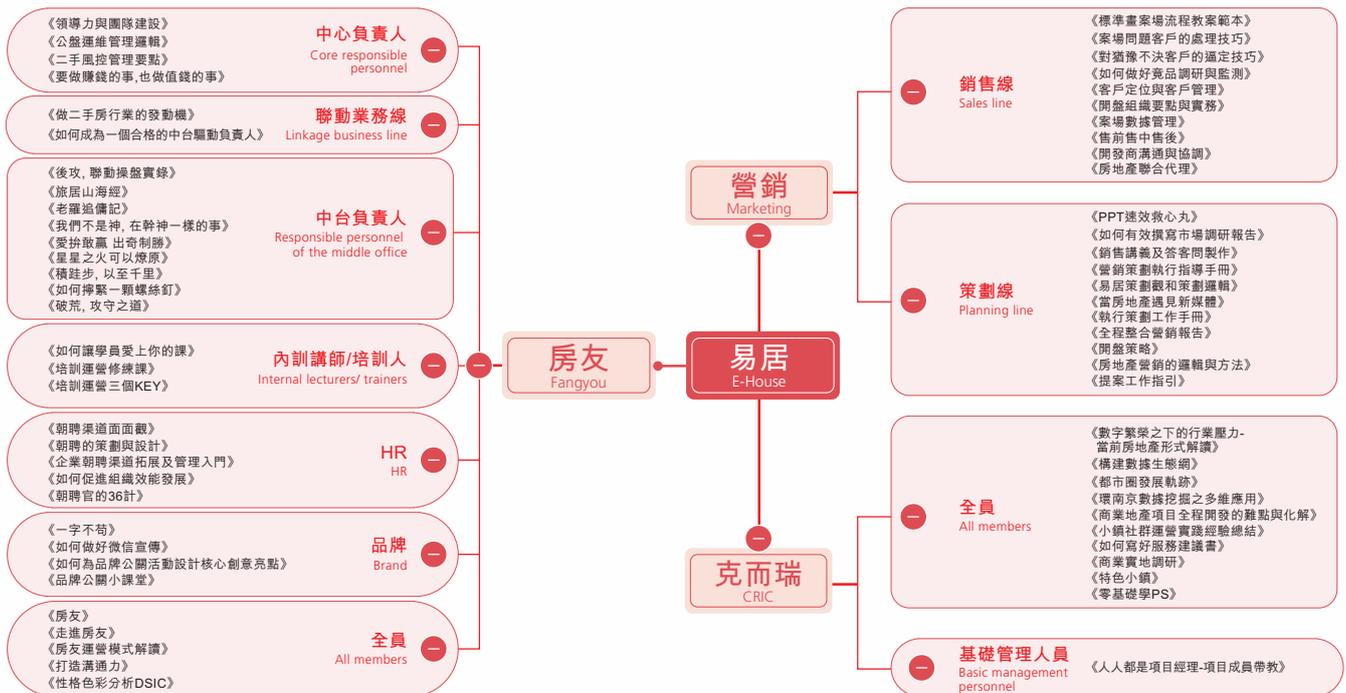 《領導力與團隊建設》
《公盤運維管理邏輯》
《二手風控管理要點》
《要做賺錢的事,也做值錢的事》
中心負責人
Core responsible
personnel
《做二手房行業的發動機》
《如何成為一個合格的中台驅動負責人》
聯動業務線
Linkage business line
《後攻, 聯動操盤實錄》
《旅居山海經》
《老羅追傭記》
《我們不是神, 在幹神一樣的事》
《愛拚敢贏 出奇制勝》
《星星之火可以燎原》
《積跬步, 以至千里》
《如何擰緊一顆螺絲釘》
《破荒, 攻守之道》
中台負責人
Responsible personnel
of the middle office
《如何讓學員愛上你的課》
《培訓運營修煉課》
《培訓運營三個KEY》
內訓講師/培訓人
Internal lecturers/ trainers
《朝聘渠道面面觀》
《朝聘的策劃與設計》
《企業朝聘渠道拓展及管理入門》
《如何促進組織效能發展》
《朝聘官的36計》
HR
HR
《一字不苟》
《如何做好微信宣傳》
《如何為品牌公關活動設計核心創意亮點》
《品牌公關小課堂》
品牌
Brand
《房友》
《走進房友》
《房友運營模式解讀》
《打造溝通力》
《性格色彩分析DSIC》
全員
All members
房友
Fangyou
易居
E-House
營銷
Marketing
克而瑞
CRIC
銷售線
Sales line
《標準畫案場流程教案範本》
《案場問題客戶的處理技巧》
《對猶豫不決客戶的逼定技巧》
《如何做好竟品調研與監測》
《客戶定位與客戶管理》
《開盤組織要點與實務》
《案場數據管理》
《售前售中售後》
《開發商溝通與協調》
《房地產聯合代理》
策劃線
Planning line
《PPT速效救心丸》
《如何有效撰寫市場調研報告》
《銷售講義及答客問製作》
《營銷策劃執行指導手冊》
《易居策劃觀和策劃邏輯》
《當房地產遇見新媒體》
《執行策劃工作手冊》
《全程整合營銷報告》
《開盤策略》
《房地產營銷的邏輯與方法》
《提案工作指引》
全員
All members
《數字繁榮之下的行業壓力-
當前房地產形式解讀》
《構建數據生態網》
《都市圈發展軌跡》
《環南京數據挖掘之多維應用》
《商業地產項目全程開發的難點與化解》
《小鎮社群運營實踐經驗總結》
《如何寫好服務建議書》
《商業實地調研》
《特色小鎮》
《零基礎學PS》
基礎管理人員
Basic management
personnel
《人人都是項目經理-項目成員帶教》